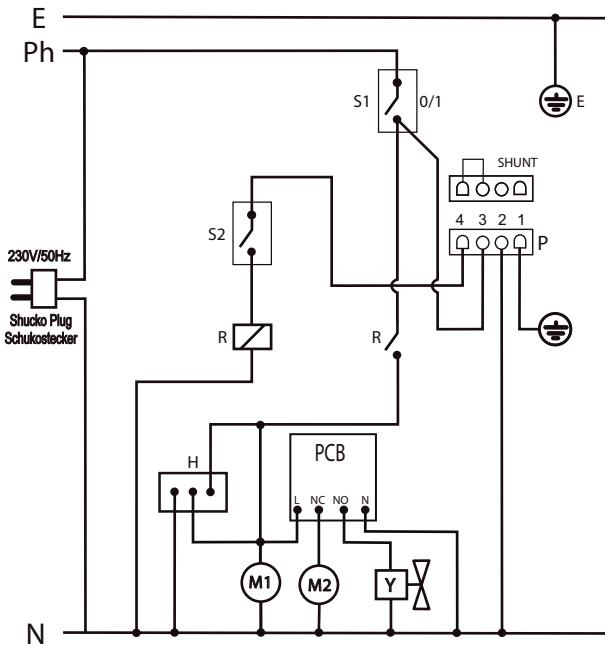 E
Ph
S1 0/1
E
SHUNT
4 3 2 1
P
S2
230V/50Hz
Shucko Plug
Schukostecker
R
R
H
PCB
L NC NO N
M1
M2
Y
N